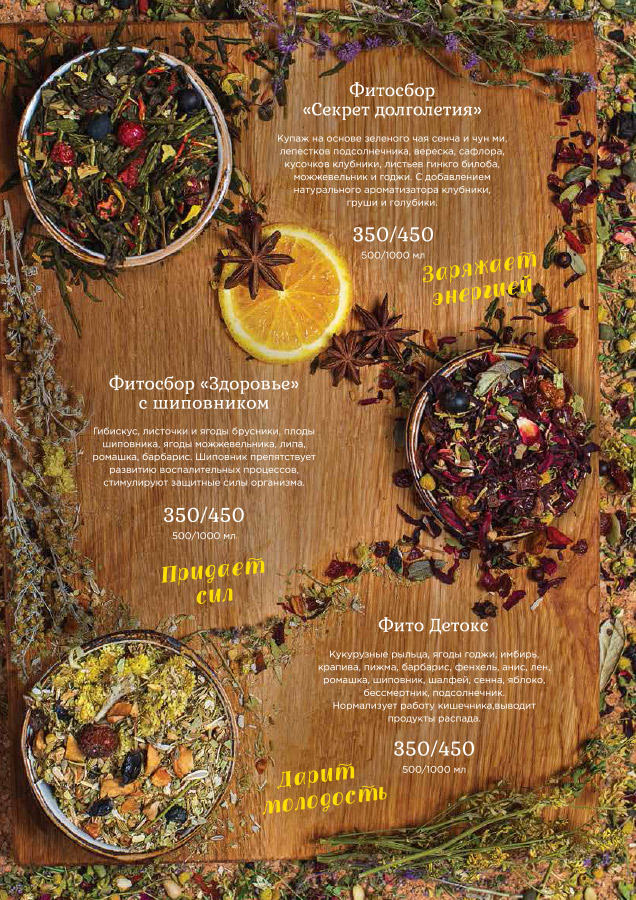 Фитосбор
«Секрет долголетия»
Купаж на основе зеленого чая сенча и чун ми,
лепестков подсолнечника, вереска, сафлора,
кусочков клубники, листьев гинкго билоба,
можжевельник и годжи. С добавлением
натурального ароматизатора клубники,
груши и голубики.
350/450
500/1000 мл
Заряжает
энергией
Фитосбор «Здоровье»
с шиповником
Гибискус, листочки и ягоды брусники, плоды
шиповника, ягоды можжевельника, липа,
ромашка, барбарис. Шиповник препятствует
развитию воспалительных процессов,
стимулируют защитные силы организма.
350/450
500/1000 мл
Придает
сил
Фито Детокс
Кукурузные рыльца, ягоды годжи, имбирь,
крапива, пижма, барбарис, фенхель, анис, лен,
ромашка, шиповник, шалфей, сенна, яблоко,
бессмертник, подсолнечник.
Нормализует работу кишечника,выводит
продукты распада.
350/450
500/1000 мл
Дарит
молодость